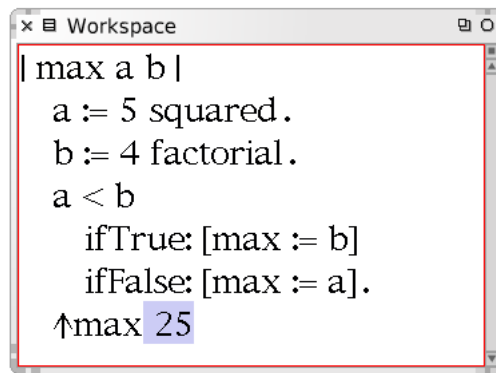 Workspace
| max a b |
a := 5 squared.
b := 4 factorial.
a < b
ifTrue: [max := b]
ifFalse: [max := a].
↑max 25